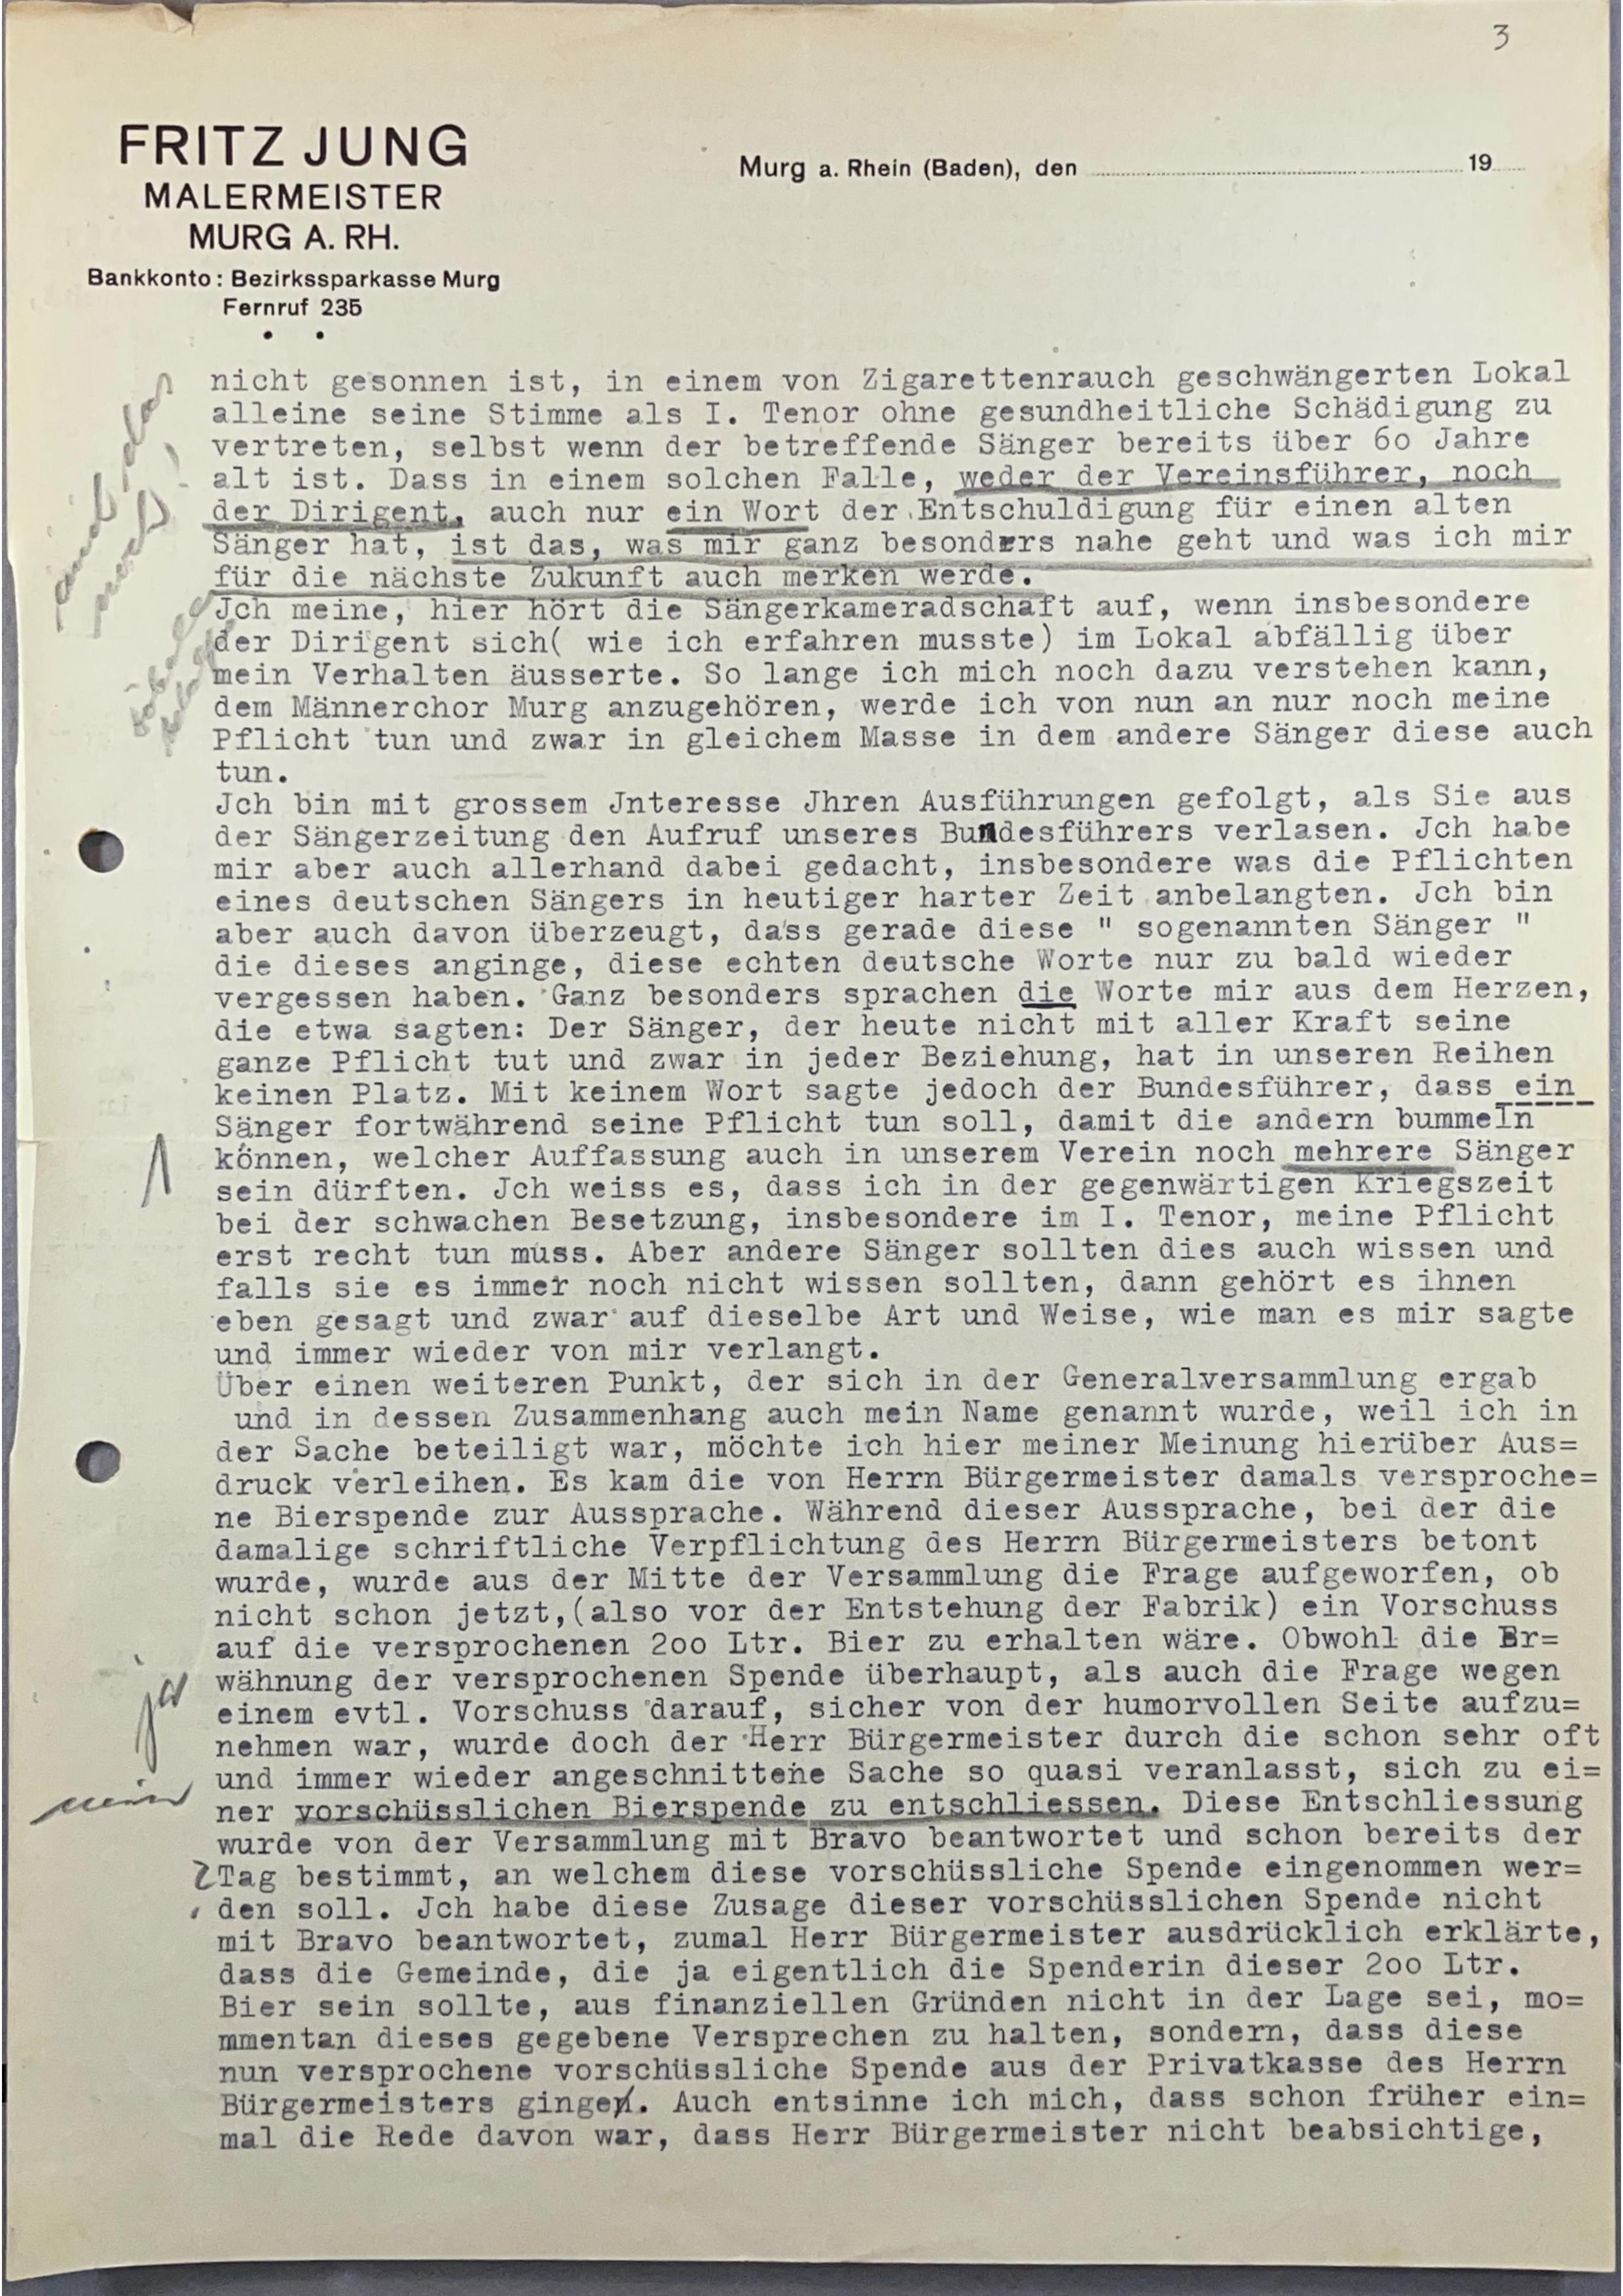 3
FRITZ JUNG
MALERMEISTER
MURG A. RH.
Bankkonto: Bezirkssparkasse Murg
Fernruf 235
Murg a. Rhein (Baden), den 19
nicht gesonnen ist, in einem von Zigarettenrauch geschwängerten Lokal
alleine seine Stimme als I. Tenor ohne gesundheitliche Schädigung zu
vertreten, selbst wenn der betreffende Sänger bereits über 60 Jahre
alt ist. Dass in einem solchen Falle, weder der Vereinsführer, noch
der Dirigent, auch nur ein Wort der Entschuldigung für einen alten
Sänger hat, ist das, was mir ganz besonders nahe geht und was ich mir
für die nächste Zukunft auch merken werde.
Jch meine, hier hört die Sängerkameradschaft auf, wenn insbesondere
der Dirigent sich( wie ich erfahren musste) im Lokal abfällig über
mein Verhalten äusserte. So lange ich mich noch dazu verstehen kann,
dem Männerchor Murg anzugehören, werde ich von nun an nur noch meine
Pflicht tun und zwar in gleichem Masse in dem andere Sänger diese auch
tun.
Jch bin mit grossem Jnteresse Jhren Ausführungen gefolgt, als Sie aus
der Sängerzeitung den Aufruf unseres Bundesführers verlasen. Jch habe
mir aber auch allerhand dabei gedacht, insbesondere was die Pflichten
eines deutschen Sängers in heutiger harter Zeit anbelangten. Jch bin
aber auch davon überzeugt, dass gerade diese " sogenannten Sänger "
die dieses anginge, diese echten deutsche Worte nur zu bald wieder
vergessen haben. Ganz besonders sprachen die Worte mir aus dem Herzen,
die etwa sagten: Der Sänger, der heute nicht mit aller Kraft seine
ganze Pflicht tut und zwar in jeder Beziehung, hat in unseren Reihen
keinen Platz. Mit keinem Wort sagte jedoch der Bundesführer, dass ein
Sänger fortwährend seine Pflicht tun soll, damit die andern bummeln
können, welcher Auffassung auch in unserem Verein noch mehrere Sänger
sein dürften. Jch weiss es, dass ich in der gegenwärtigen Kriegszeit
bei der schwachen Besetzung, insbesondere im I. Tenor, meine Pflicht
erst recht tun muss. Aber andere Sänger sollten dies auch wissen und
falls sie es immer noch nicht wissen sollten, dann gehört es ihnen
eben gesagt und zwar auf dieselbe Art und Weise, wie man es mir sagte
und immer wieder von mir verlangt.
Über einen weiteren Punkt, der sich in der Generalversammlung ergab
und in dessen Zusammenhang auch mein Name genannt wurde, weil ich in
der Sache beteiligt war, möchte ich hier meiner Meinung hierüber Aus=
druck verleihen. Es kam die von Herrn Bürgermeister damals versproche=
ne Bierspende zur Aussprache. Während dieser Aussprache, bei der die
damalige schriftliche Verpflichtung des Herrn Bürgermeisters betont
wurde, wurde aus der Mitte der Versammlung die Frage aufgeworfen, ob
nicht schon jetzt,(also vor der Entstehung der Fabrik) ein Vorschuss
auf die versprochenen 2oo Ltr. Bier zu erhalten wäre. Obwohl die Er=
wähnung der versprochenen Spende überhaupt, als auch die Frage wegen
einem evtl. Vorschuss darauf, sicher von der humorvollen Seite aufzu=
ja
nehmen war, wurde doch der Herr Bürgermeister durch die schon sehr oft
und immer wieder angeschnittene Sache so quasi veranlasst, sich zu ei=
nein
ner vorschüsslichen Bierspende zu entschliessen. Diese Entschliessung
wurde von der Versammlung mit Bravo beantwortet und schon bereits der
Tag bestimmt, an welchem diese vorschüssliche Spende eingenommen wer=
den soll. Jch habe diese Zusage dieser vorschüsslichen Spende nicht
mit Bravo beantwortet, zumal Herr Bürgermeister ausdrücklich erklärte,
dass die Gemeinde, die ja eigentlich die Spenderin dieser 2oo Ltr.
Bier sein sollte, aus finanziellen Gründen nicht in der Lage sei, mo=
mmentan dieses gegebene Versprechen zu halten, sondern, dass diese
nun versprochene vorschüssliche Spende aus der Privatkasse des Herrn
Bürgermeisters ginge. Auch entsinne ich mich, dass schon früher ein=
mal die Rede davon war, dass Herr Bürgermeister nicht beabsichtige,